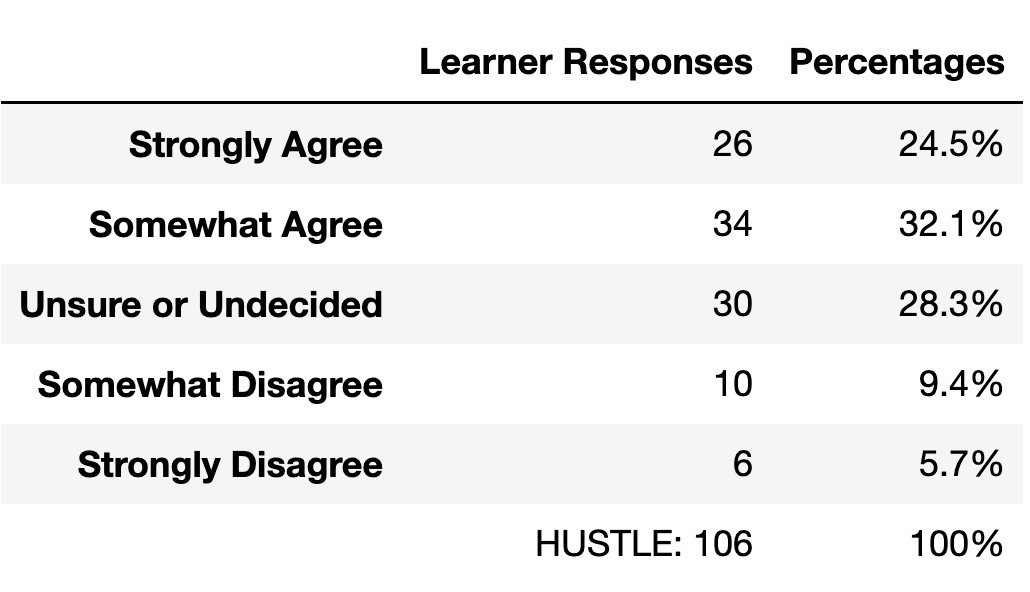 Learner Responses Percentages
Strongly Agree 26 24.5%
Somewhat Agree 34 32.1%
Unsure or Undecided 30 28.3%
Somewhat Disagree 10 9.4%
Strongly Disagree 6 5.7%
HUSTLE: 106 100%